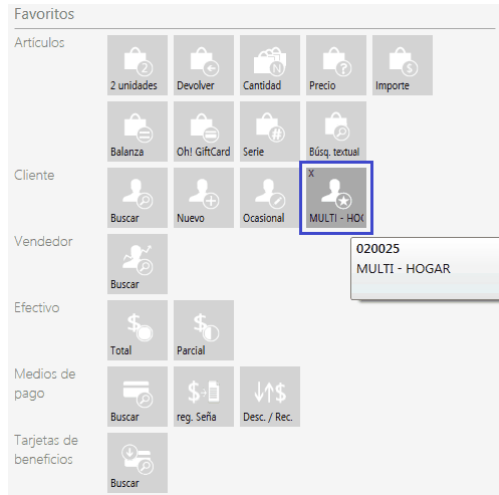 Favoritos
Artículos
2 unidades
Devolver
Cantidad
Precio
Importe
Balanza
Oh! GiftCard
Serie
Búsq. textual
Cliente
Buscar
Nuevo
Ocasional
X
MULTI - HO
020025
MULTI - HOGAR
Vendedor
Buscar
Efectivo
Total
Parcial
Medios de
pago
Buscar
reg. Seña
Desc. / Rec.
Tarjetas de
beneficios
Buscar